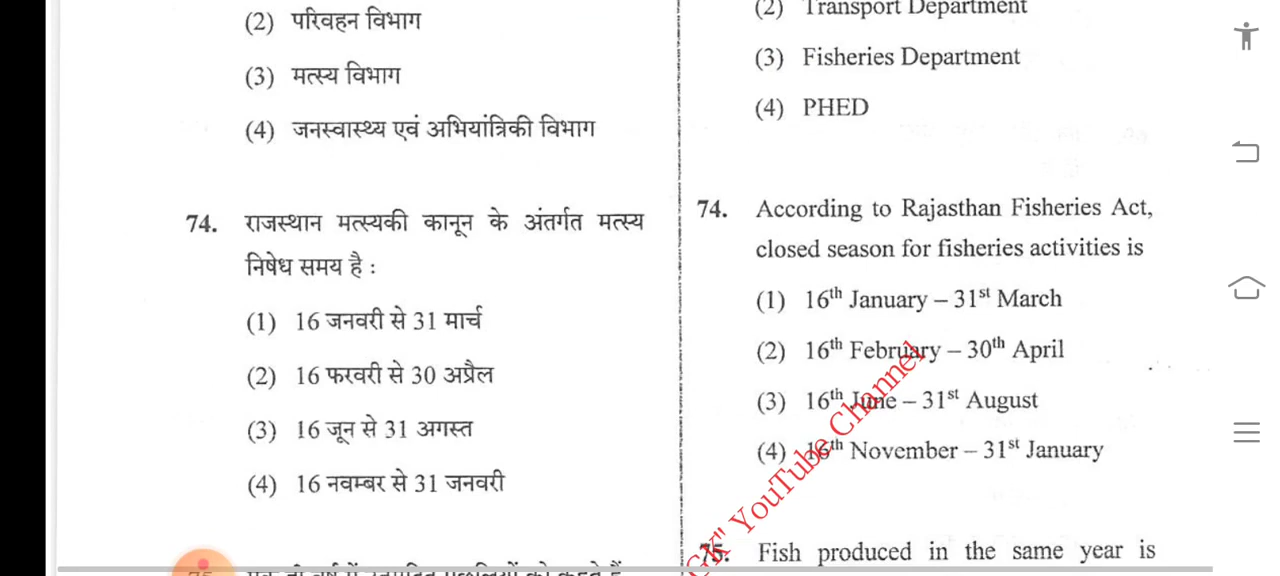 (2) परिवहन विभाग
(3) मत्स्य विभाग
(4) जनस्वास्थ्य एवं अभियांत्रिकी विभाग
74. राजस्थान मत्स्यकी कानून के अंतर्गत मत्स्य
निषेध समय है :
(1) 16 जनवरी से 31 मार्च
(2) 16 फरवरी से 30 अप्रैल
(3) 16 जून से 31 अगस्त
(4) 16 नवम्बर से 31 जनवरी
(2) Transport Department
(3) Fisheries Department
(4) PHED
74. According to Rajasthan Fisheries Act,
closed season for fisheries activities is
(1) 16th January – 31st March
(2) 16th February – 30th April
(3) 16th June – 31st August
(4) 16th November – 31st January
75. Fish produced in the same year is
GK" YouTube Channel